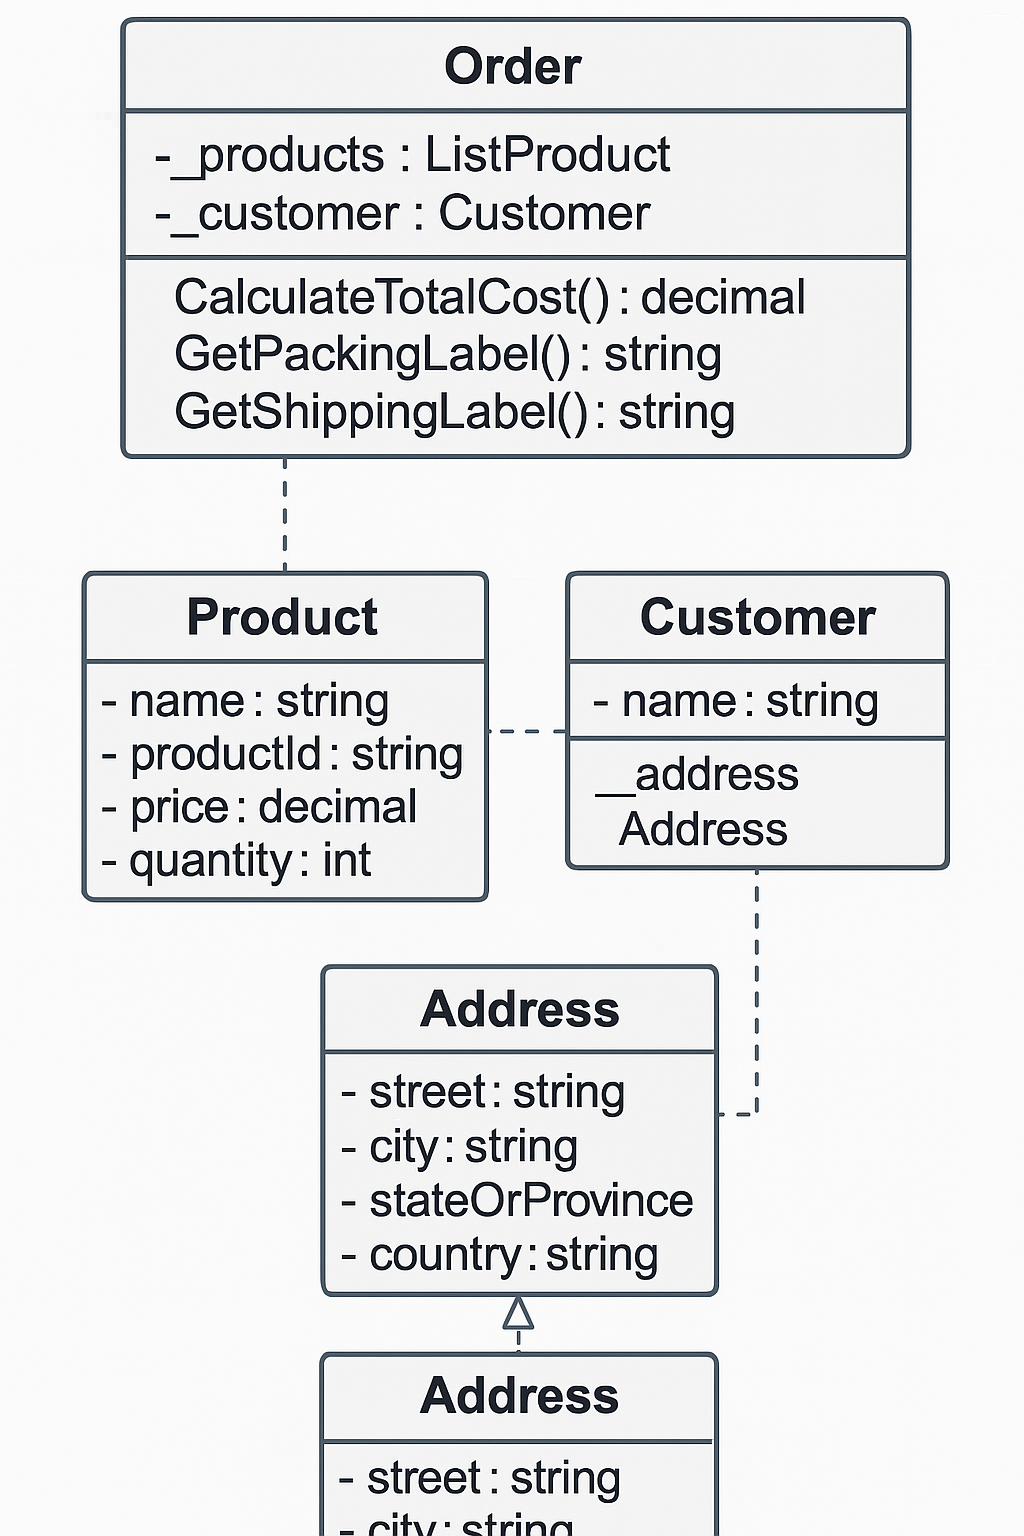 Order
-_products : ListProduct
-_customer : Customer
CalculateTotalCost() : decimal
GetPackingLabel() : string
GetShippingLabel() : string
Product
- name : string
- productId : string
- price : decimal
- quantity : int
Customer
- name : string
__address
Address
Address
- street : string
- city : string
- stateOrProvince
- country : string
Address
- street : string
- city : string